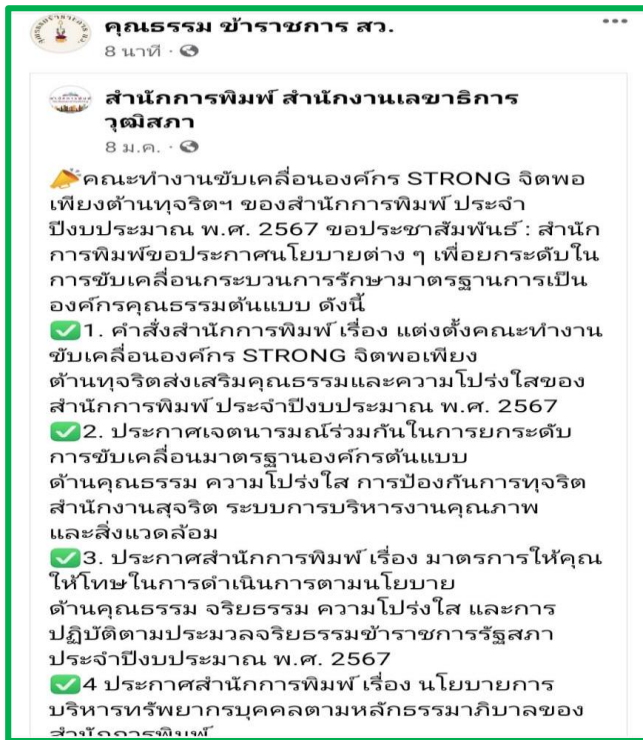 คุณธรรม ข้าราชการ สว.
8 นาที ·
สำนักการพิมพ์ สำนักงานเลขาธิการ
วุฒิสภา
8 ม.ค. ·
คณะทำงานขับเคลื่อนองค์กร STRONG จิตพอ
เพียงต้านทุจริตฯ ของสำนักการพิมพ์ ประจำ
ปีงบประมาณ พ.ศ. 2567 ขอประชาสัมพันธ์ : สำนัก
การพิมพ์ขอประกาศนโยบายต่าง ๆ เพื่อยกระดับใน
การขับเคลื่อนกระบวนการรักษามาตรฐานการเป็น
องค์กรคุณธรรมต้นแบบ ดังนี้
✅1. คำสั่งสำนักการพิมพ์ เรื่อง แต่งตั้งคณะทำงาน
ขับเคลื่อนองค์กร STRONG จิตพอเพียง
ต้านทุจริตส่งเสริมคุณธรรมและความโปร่งใสของ
สำนักการพิมพ์ ประจำปีงบประมาณ พ.ศ. 2567
✅2. ประกาศเจตนารมณ์ร่วมกันในการยกระดับ
การขับเคลื่อนมาตรฐานองค์กรต้นแบบ
ด้านคุณธรรม ความโปร่งใส การป้องกันการทุจริต
สำนักงานสุจริต ระบบการบริหารงานคุณภาพ
และสิ่งแวดล้อม
✅3. ประกาศสำนักการพิมพ์ เรื่อง มาตรการให้คุณ
ให้โทษในการดำเนินการตามนโยบาย
ด้านคุณธรรม จริยธรรม ความโปร่งใส และการ
ปฏิบัติตามประมวลจริยธรรมข้าราชการรัฐสภา
ประจำปีงบประมาณ พ.ศ. 2567
✅4 ประกาศสำนักการพิมพ์ เรื่อง นโยบายการ
บริหารทรัพยากรบุคคลตามหลักธรรมาภิบาลของ
สำนักการพิมพ์